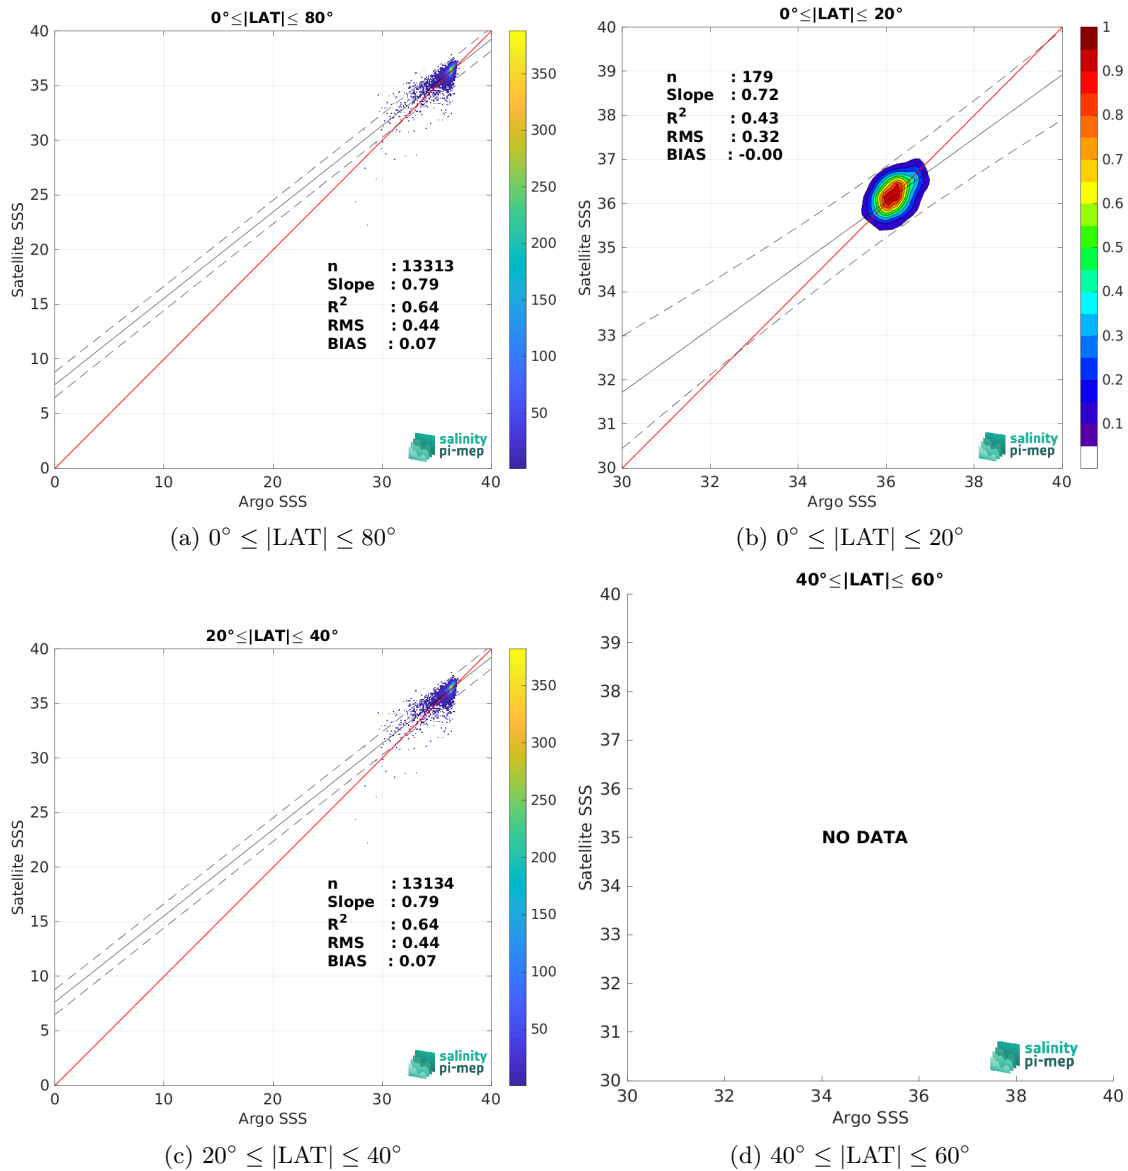 0°≤|LAT|≤ 80°
40
35
30
25
20
15
10
5
0
0
10
20
30
40
Satellite SSS
Argo SSS
350
300
250
200
150
100
50
n : 13313
Slope : 0.79
R² : 0.64
RMS : 0.44
BIAS : 0.07
salinity
pi-mep
(a) 0° ≤ |LAT| ≤ 80°
0°≤|LAT|≤ 20°
40
39
38
37
36
35
34
33
32
31
30
30
32
34
36
38
40
Satellite SSS
Argo SSS
1
0.9
0.8
0.7
0.6
0.5
0.4
0.3
0.2
0.1
n : 179
Slope : 0.72
R² : 0.43
RMS : 0.32
BIAS : -0.00
salinity
pi-mep
(b) 0° ≤ |LAT| ≤ 20°
20°≤|LAT|≤ 40°
40
35
30
25
20
15
10
5
0
0
10
20
30
40
Satellite SSS
Argo SSS
350
300
250
200
150
100
50
n : 13134
Slope : 0.79
R² : 0.64
RMS : 0.44
BIAS : 0.07
salinity
pi-mep
(c) 20° ≤ |LAT| ≤ 40°
40°≤|LAT|≤ 60°
40
39
38
37
36
35
34
33
32
31
30
30
32
34
36
38
40
Satellite SSS
Argo SSS
NO DATA
salinity
pi-mep
(d) 40° ≤ |LAT| ≤ 60°